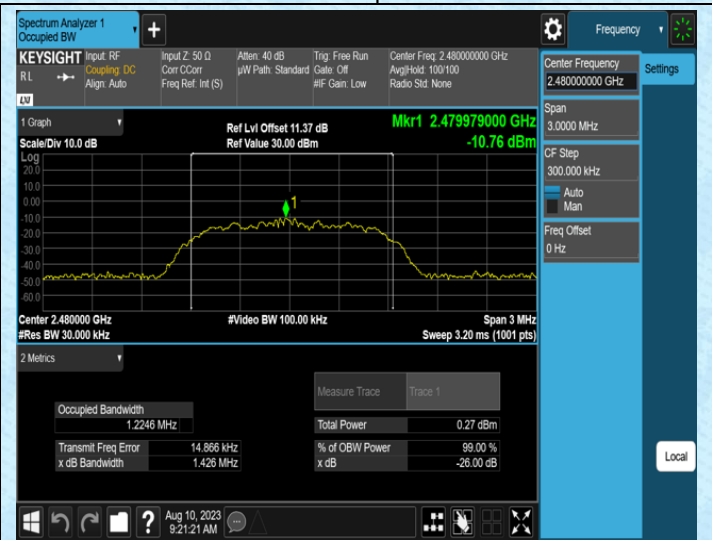 Spectrum Analyzer 1
Occupied BW
+
Frequency
KEYSIGHT
RL
LXI
Input: RF
Coupling: DC
Align: Auto
Input Z: 50 Ω
Corr CCorr
Freq Ref: Int (S)
Atten: 40 dB
µW Path: Standard
Trig: Free Run
Gate: Off
#IF Gain: Low
Center Freq: 2.480000000 GHz
Avg|Hold: 100/100
Radio Std: None
Center Frequency
2.480000000 GHz
Settings
Span
3.0000 MHz
CF Step
300.000 kHz
Auto
Man
Freq Offset
0 Hz
Local
1 Graph
Scale/Div 10.0 dB
Ref Lvl Offset 11.37 dB
Ref Value 30.00 dBm
Mkr1 2.479979000 GHz
-10.76 dBm
Log
20.0
10.0
0.00
-10.0
-20.0
-30.0
-40.0
-50.0
-60.0
1
Center 2.480000 GHz
#Res BW 30.000 kHz
#Video BW 100.00 kHz
Span 3 MHz
Sweep 3.20 ms (1001 pts)
2 Metrics
Measure Trace Trace 1
Occupied Bandwidth
1.2246 MHz
Total Power 0.27 dBm
Transmit Freq Error 14.866 kHz
% of OBW Power 99.00 %
x dB Bandwidth 1.426 MHz
x dB -26.00 dB
?
Aug 10, 2023
9:21:21 AM